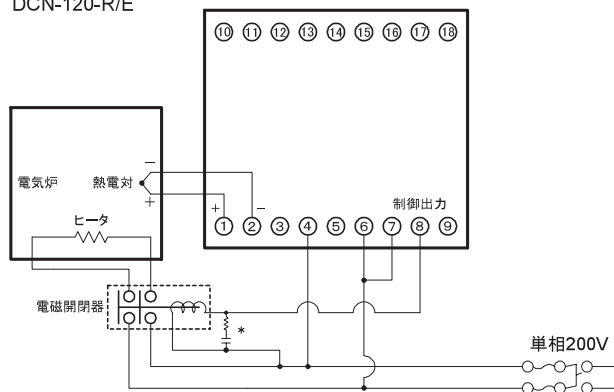 DCN-120-R/E
⑩ ⑪ ⑫ ⑬ ⑭ ⑮ ⑯ ⑰ ⑱
電気炉 熱電対 − +
ヒータ
制御出力
+ −
① ② ③ ④ ⑤ ⑥ ⑦ ⑧ ⑨
電磁開閉器
*
単相200V